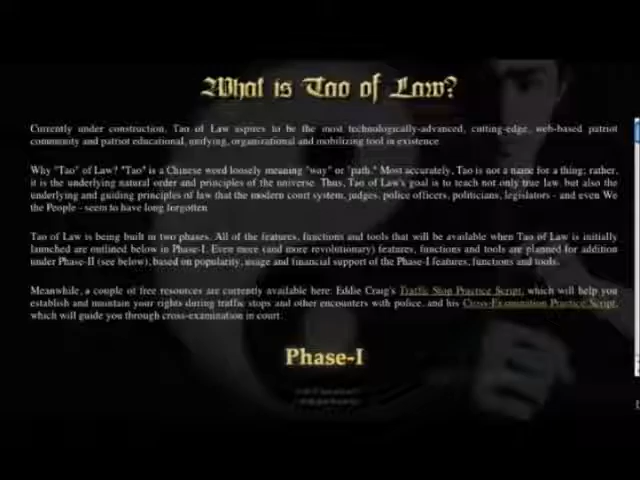 What is Tao of Law?
Currently under construction, Tao of Law aspires to be the most technologically-advanced, cutting-edge, web-based patriot
community and patriot educational, unifying, organizational and mobilizing tool in existence.
Why "Tao" of Law? "Tao" is a Chinese word loosely meaning "way" or "path." Most accurately, Tao is not a name for a thing; rather,
it is the underlying natural order and principles of the universe. Thus, Tao of Law's goal is to teach not only true law, but also the
underlying and guiding principles of law that the modern court system, judges, police officers, politicians, legislators - and even We
the People - seem to have long forgotten.
Tao of Law is being built in two phases. All of the features, functions and tools that will be available when Tao of Law is initially
launched are outlined below in Phase-I. Even more (and more revolutionary) features, functions and tools are planned for addition
under Phase-II (see below), based on popularity, usage and financial support of the Phase-I features, functions and tools.
Meanwhile, a couple of free resources are currently available here: Eddie Craig's Traffic Stop Practice Script, which will help you
establish and maintain your rights during traffic stops and other encounters with police, and his Cross-Examination Practice Script,
which will guide you through cross-examination in court.
Phase-I